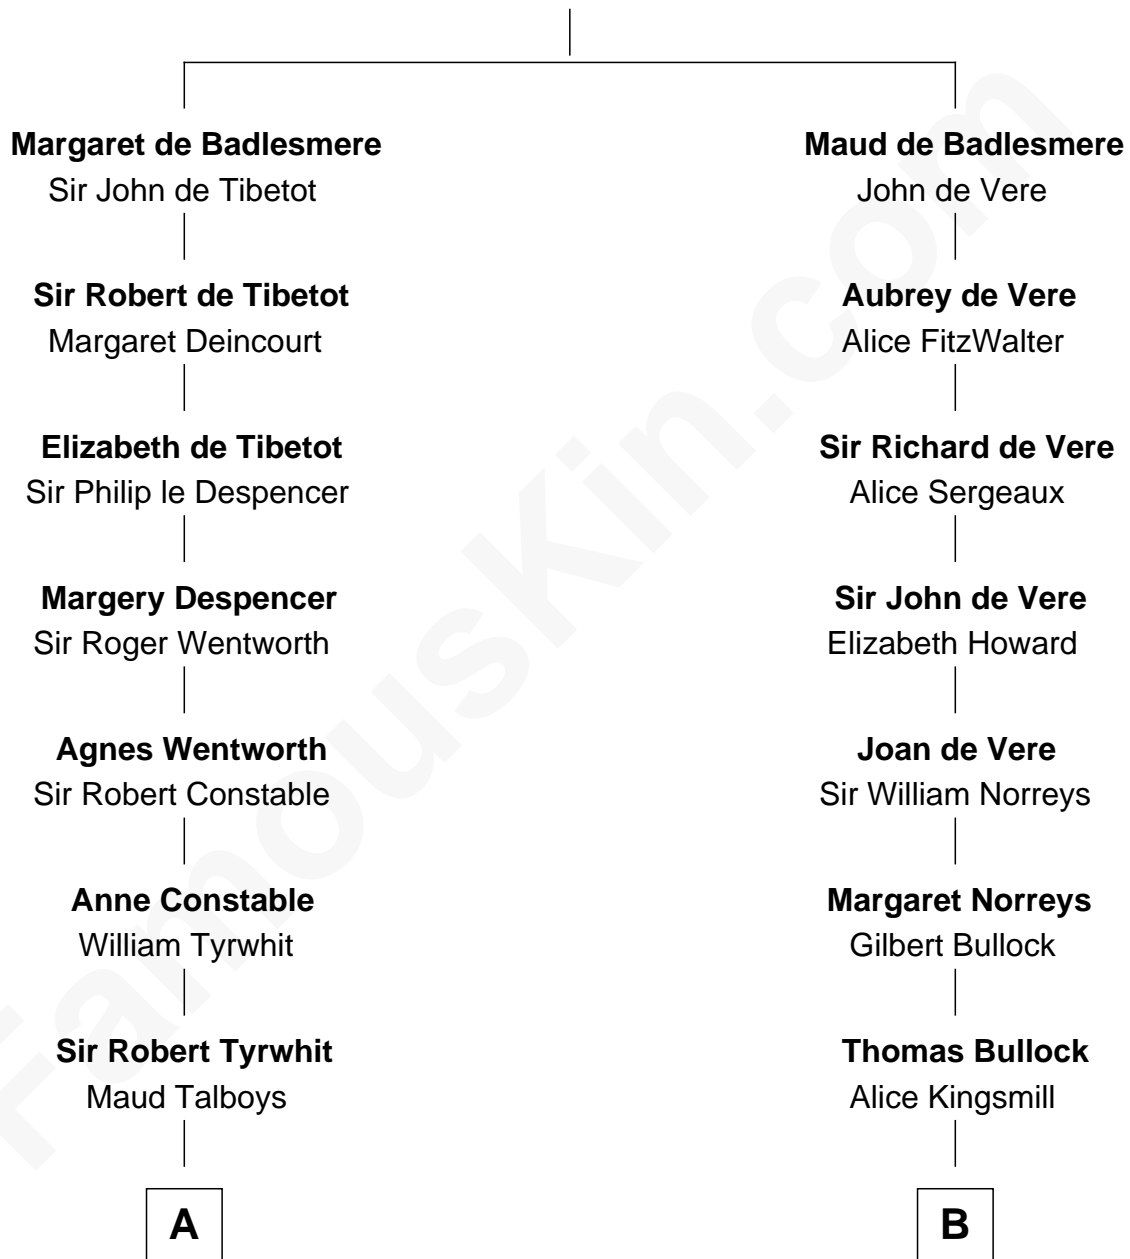 Margaret de Badlesmere
Sir John de Tibetot
Maud de Badlesmere
John de Vere
Sir Robert de Tibetot
Margaret Deincourt
Aubrey de Vere
Alice FitzWalter
Elizabeth de Tibetot
Sir Philip le Despencer
Sir Richard de Vere
Alice Sergeaux
Margery Despencer
Sir Roger Wentworth
Sir John de Vere
Elizabeth Howard
Agnes Wentworth
Sir Robert Constable
Joan de Vere
Sir William Norreys
Anne Constable
William Tyrwhit
Margaret Norreys
Gilbert Bullock
Sir Robert Tyrwhit
Maud Talboys
Thomas Bullock
Alice Kingsmill
A
B
FamousKin.com